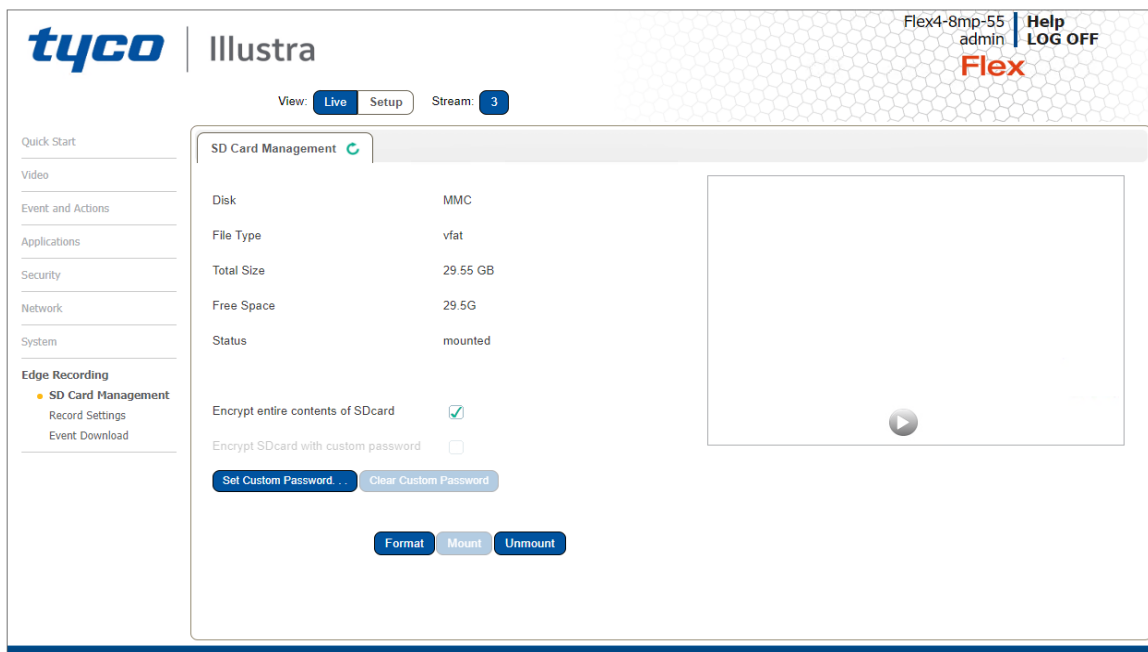 tyco Illustra
Flex4-8mp-55 Help
admin LOG OFF
Flex
View: Live Setup Stream: 3
Quick Start
Video
Event and Actions
Applications
Security
Network
System
Edge Recording
SD Card Management
Record Settings
Event Download
SD Card Management
Disk MMC
File Type vfat
Total Size 29.55 GB
Free Space 29.5G
Status mounted
Encrypt entire contents of SDcard
Encrypt SDcard with custom password
Set Custom Password. . . Clear Custom Password
Format Mount Unmount